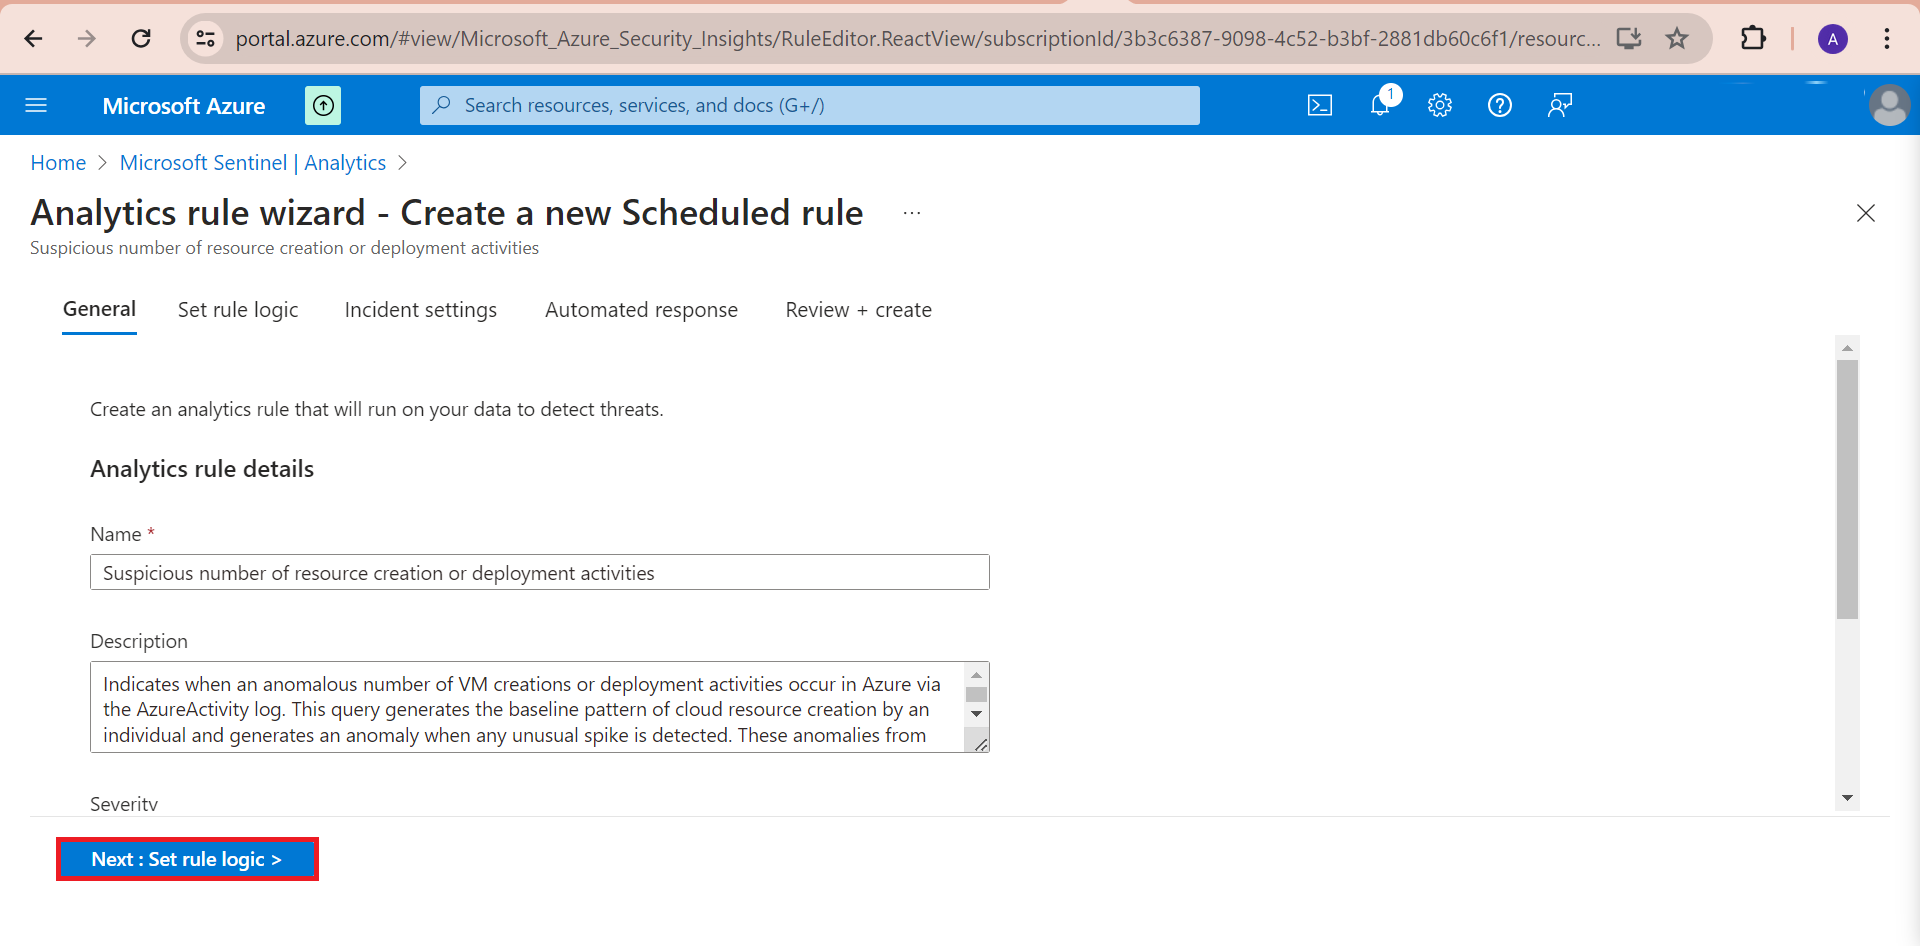 portal.azure.com/#view/Microsoft_Azure_Security_Insights/RuleEditor.ReactView/subscriptionId/3b3c6387-9098-4c52-b3bf-2881db60c6f1/resourc...
A
Microsoft Azure
Search resources, services, and docs (G+/)
1
Home > Microsoft Sentinel | Analytics >
Analytics rule wizard - Create a new Scheduled rule ...
Suspicious number of resource creation or deployment activities
General Set rule logic Incident settings Automated response Review + create
Create an analytics rule that will run on your data to detect threats.
Analytics rule details
Name *
Suspicious number of resource creation or deployment activities
Description
Indicates when an anomalous number of VM creations or deployment activities occur in Azure via
the AzureActivity log. This query generates the baseline pattern of cloud resource creation by an
individual and generates an anomaly when any unusual spike is detected. These anomalies from
Severity
Next : Set rule logic >